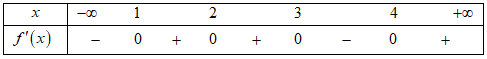 x −∞ 1 2 3 4 +∞
f′(x) − 0 + 0 + 0 − 0 +